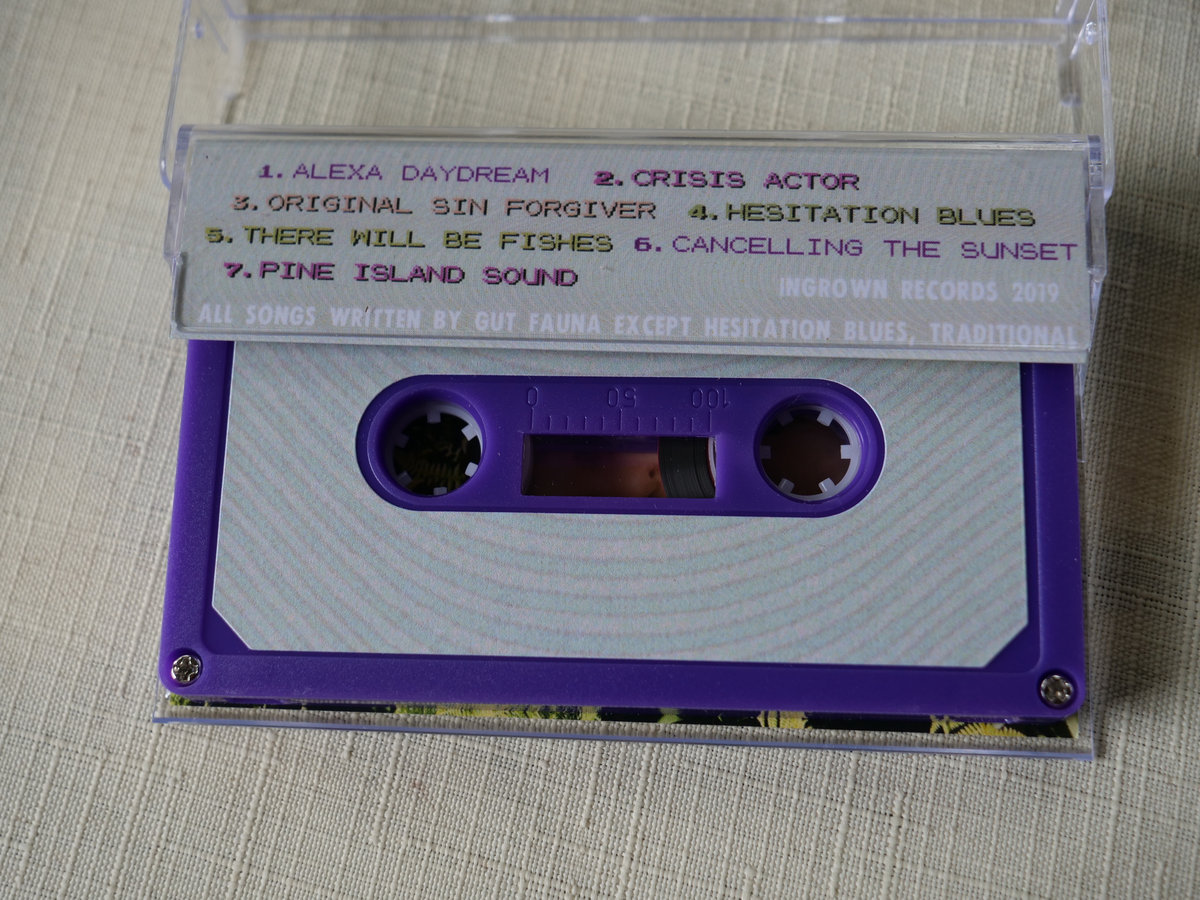 1. ALEXA DAYDREAM 2. CRISIS ACTOR
3. ORIGINAL SIN FORGIVER 4. HESITATION BLUES
5. THERE WILL BE FISHES 6. CANCELLING THE SUNSET
7. PINE ISLAND SOUND
INGROWN RECORDS 2019
ALL SONGS WRITTEN BY GUT FAUNA EXCEPT HESITATION BLUES, TRADITIONAL
0 50 100